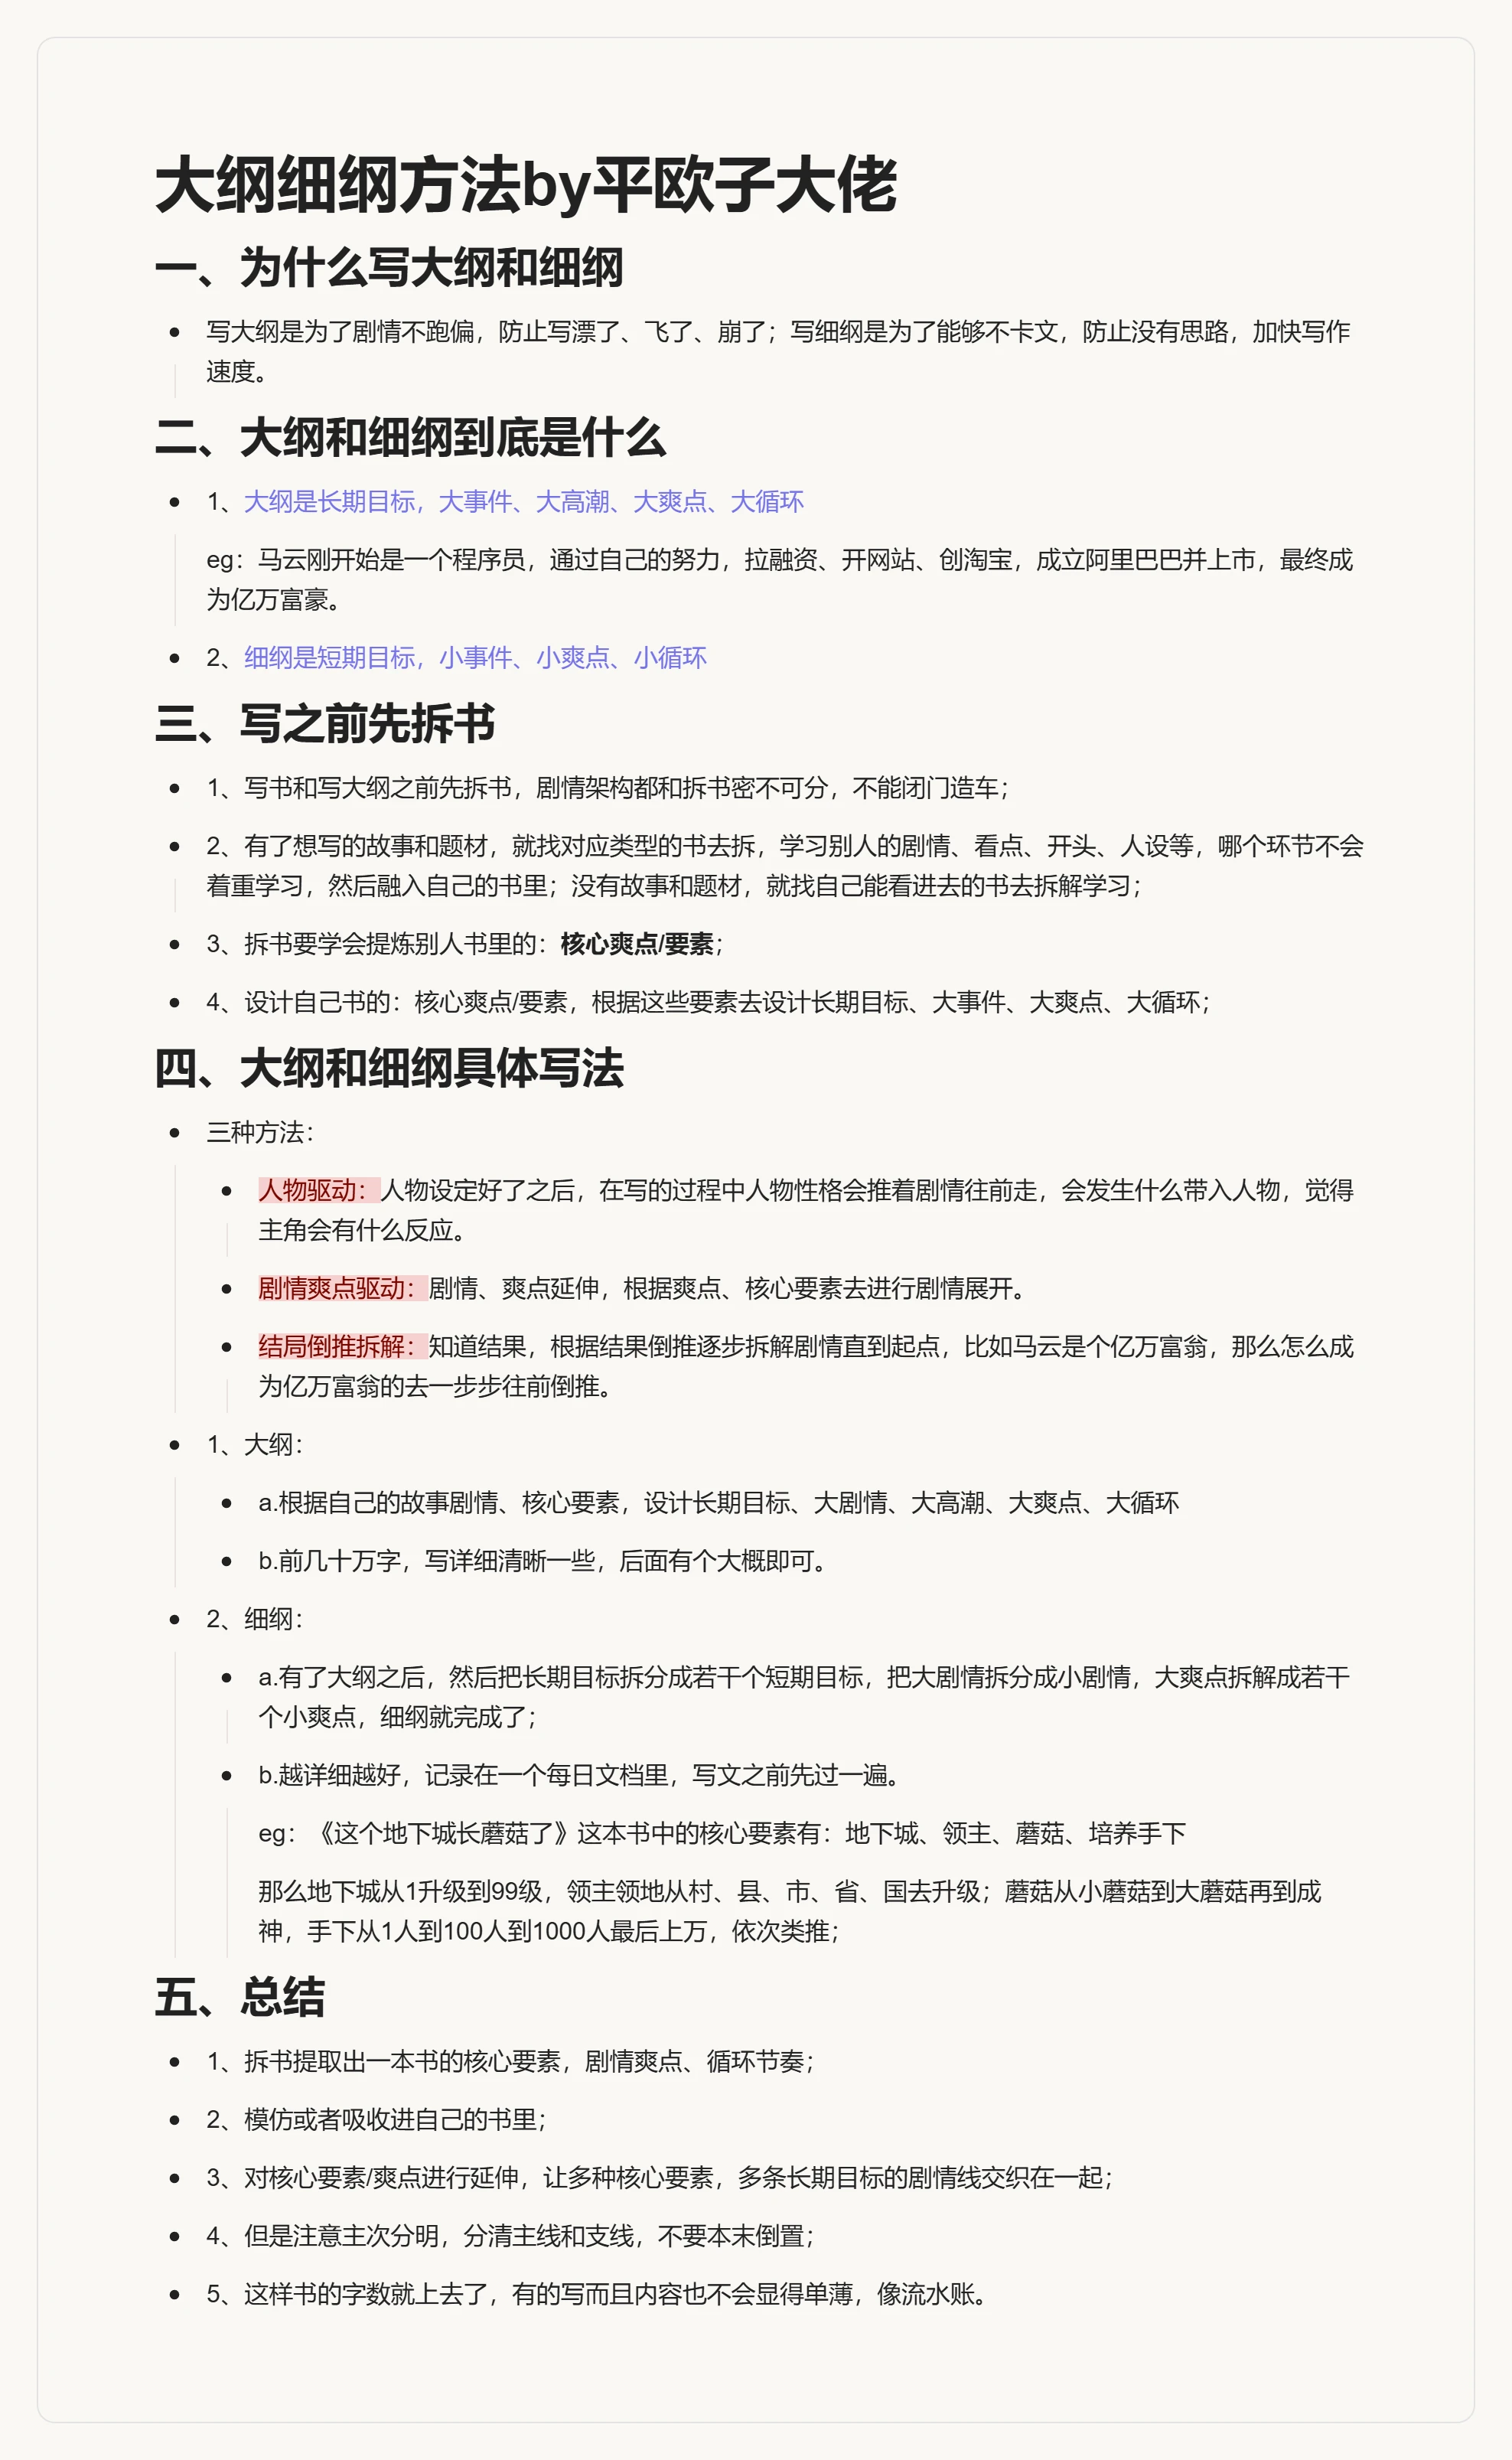 大纲细纲方法by平欧子大佬
一、为什么写大纲和细纲
写大纲是为了剧情不跑偏，防止写漂了、飞了、崩了；写细纲是为了能够不卡文，防止没有思路，加快写作
速度。
二、大纲和细纲到底是什么
1、大纲是长期目标，大事件、大高潮、大爽点、大循环
eg：马云刚开始是一个程序员，通过自己的努力，拉融资、开网站、创淘宝，成立阿里巴巴并上市，最终成
为亿万富豪。
2、细纲是短期目标，小事件、小爽点、小循环
三、写之前先拆书
1、写书和写大纲之前先拆书，剧情架构都和拆书密不可分，不能闭门造车；
2、有了想写的故事和题材，就找对应类型的书去拆，学习别人的剧情、看点、开头、人设等，哪个环节不会
着重学习，然后融入自己的书里；没有故事和题材，就找自己能看进去的书去拆解学习；
3、拆书要学会提炼别人书里的：核心爽点/要素；
4、设计自己书的：核心爽点/要素，根据这些要素去设计长期目标、大事件、大爽点、大循环；
四、大纲和细纲具体写法
三种方法：
人物驱动：人物设定好了之后，在写的过程中人物性格会推着剧情往前走，会发生什么带入人物，觉得
主角会有什么反应。
剧情爽点驱动：剧情、爽点延伸，根据爽点、核心要素去进行剧情展开。
结局倒推拆解：知道结果，根据结果倒推逐步拆解剧情直到起点，比如马云是个亿万富翁，那么怎么成
为亿万富翁的去一步步往前倒推。
1、大纲：
a.根据自己的故事剧情、核心要素，设计长期目标、大剧情、大高潮、大爽点、大循环
b.前几十万字，写详细清晰一些，后面有个大概即可。
2、细纲：
a.有了大纲之后，然后把长期目标拆分成若干个短期目标，把大剧情拆分成小剧情，大爽点拆解成若干
个小爽点，细纲就完成了；
b.越详细越好，记录在一个每日文档里，写文之前先过一遍。
eg：《这个地下城长蘑菇了》这本书中的核心要素有：地下城、领主、蘑菇、培养手下
那么地下城从1升级到99级，领主领地从村、县、市、省、国去升级；蘑菇从小蘑菇到大蘑菇再到成
神，手下从1人到100人到1000人最后上万，依次类推；
五、总结
1、拆书提取出一本书的核心要素，剧情爽点、循环节奏；
2、模仿或者吸收进自己的书里；
3、对核心要素/爽点进行延伸，让多种核心要素，多条长期目标的剧情线交织在一起；
4、但是注意主次分明，分清主线和支线，不要本末倒置；
5、这样书的字数就上去了，有的写而且内容也不会显得单薄，像流水账。